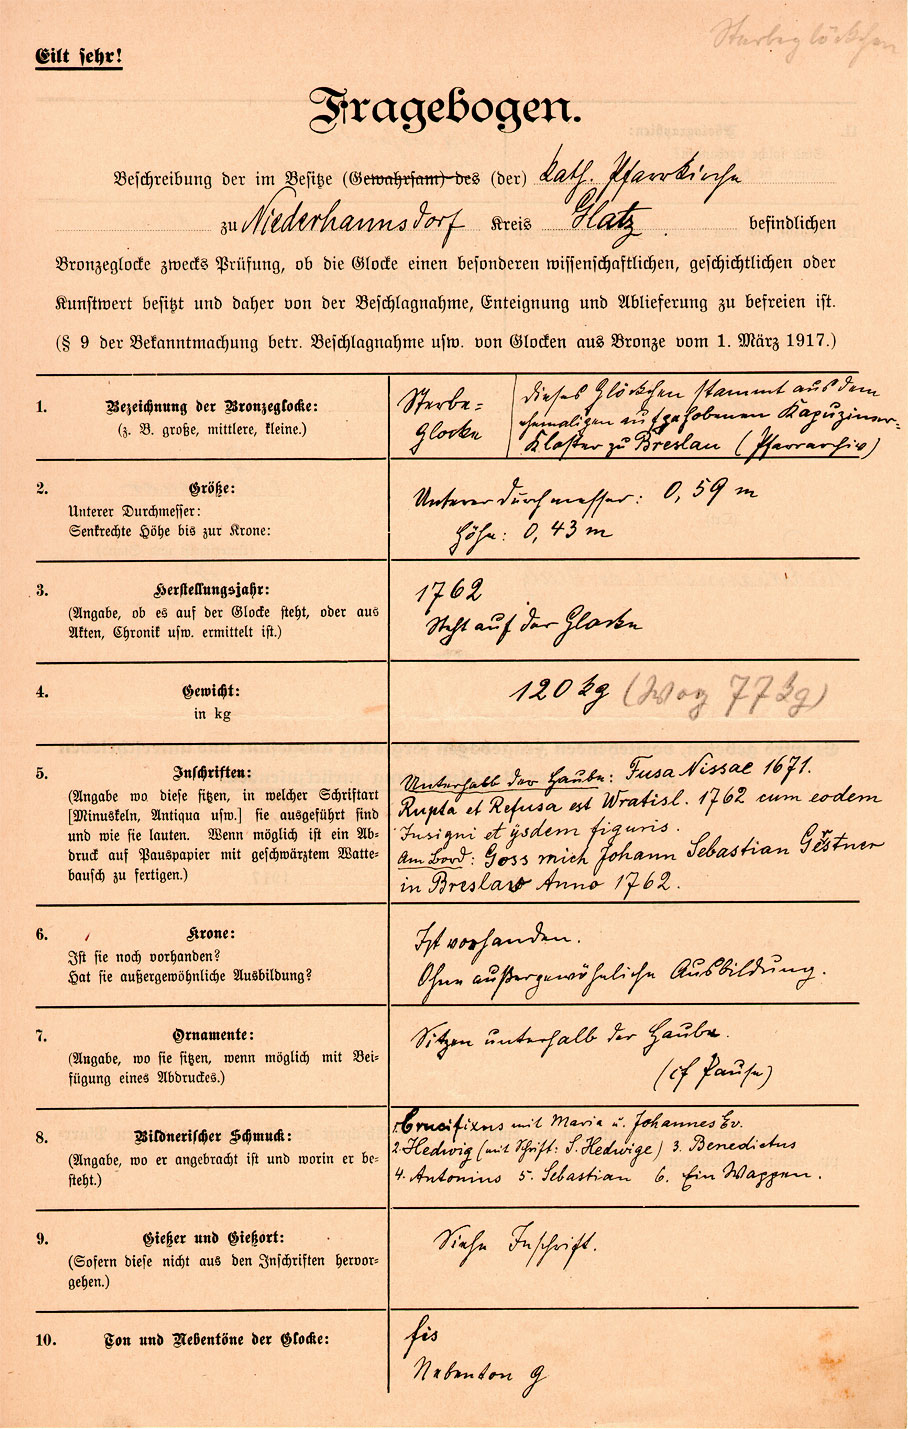 Sterbeglöckchen
Eilt sehr!
Fragebogen.
Beschreibung der im Besitze (Gewahrsam) des (der) Kath. Pfarrkirche
zu Niederhannsdorf Kreis Glatz befindlichen
Bronzeglocke zwecks Prüfung, ob die Glocke einen besonderen wissenschaftlichen, geschichtlichen oder
Kunstwert besitzt und daher von der Beschlagnahme, Enteignung und Ablieferung zu befreien ist.
(§ 9 der Bekanntmachung betr. Beschlagnahme usw. von Glocken aus Bronze vom 1. März 1917.)
1. Bezeichnung der Bronzeglocke:
(z. B. große, mittlere, kleine.)
Sterbe-
Glocke
dieses Glöckchen stammt aus dem
ehemaligen aufgehobenen Kapuziner-
Kloster zu Breslau (Pfarrarchiv)
2. Größe:
Unterer Durchmesser:
Senkrechte Höhe bis zur Krone:
Unterer Durchmesser: 0,59 m
Höhe: 0,43 m
3. Herstellungsjahr:
(Angabe, ob es auf der Glocke steht, oder aus
Akten, Chronik usw. ermittelt ist.)
1762
Steht auf der Glocke
4. Gewicht:
in kg
120 kg (Wog 77 kg)
5. Inschriften:
(Angabe wo diese sitzen, in welcher Schriftart
[Minuskeln, Antiqua usw.] sie ausgeführt sind
und wie sie lauten. Wenn möglich ist ein Ab-
druck auf Pauspapier mit geschwärztem Watte-
bausch zu fertigen.)
Unterhalb der Haube: Fusa Nissae 1671.
Rupta et Refusa est Wratisl. 1762 cum eodem
Insigni et ÿsdem figuris.
Am Bord: Goss mich Johann Sebastian Gerstner
in Breslau Anno 1762.
6. Krone:
Ist sie noch vorhanden?
Hat sie außergewöhnliche Ausbildung?
Ist vorhanden.
Ohne außergewöhnliche Ausbildung.
7. Ornamente:
(Angabe, wo sie sitzen, wenn möglich mit Bei-
fügung eines Abdruckes.)
Sitzen unterhalb der Haube.
(cf Pause)
8. Bildnerischer Schmuck:
(Angabe, wo er angebracht ist und worin er be-
steht.)
1. Crucifixus mit Maria u. Johannes Ev.
2. Hedwig (mit Schrift: S. Hedwige) 3. Benedictus
4. Antonius 5. Sebastian 6. Ein Wappen.
9. Gießer und Gießort:
(Sofern diese nicht aus den Inschriften hervor-
gehen.)
Siehe Inschrift.
10. Ton und Nebentöne der Glocke:
fis
Nebenton g